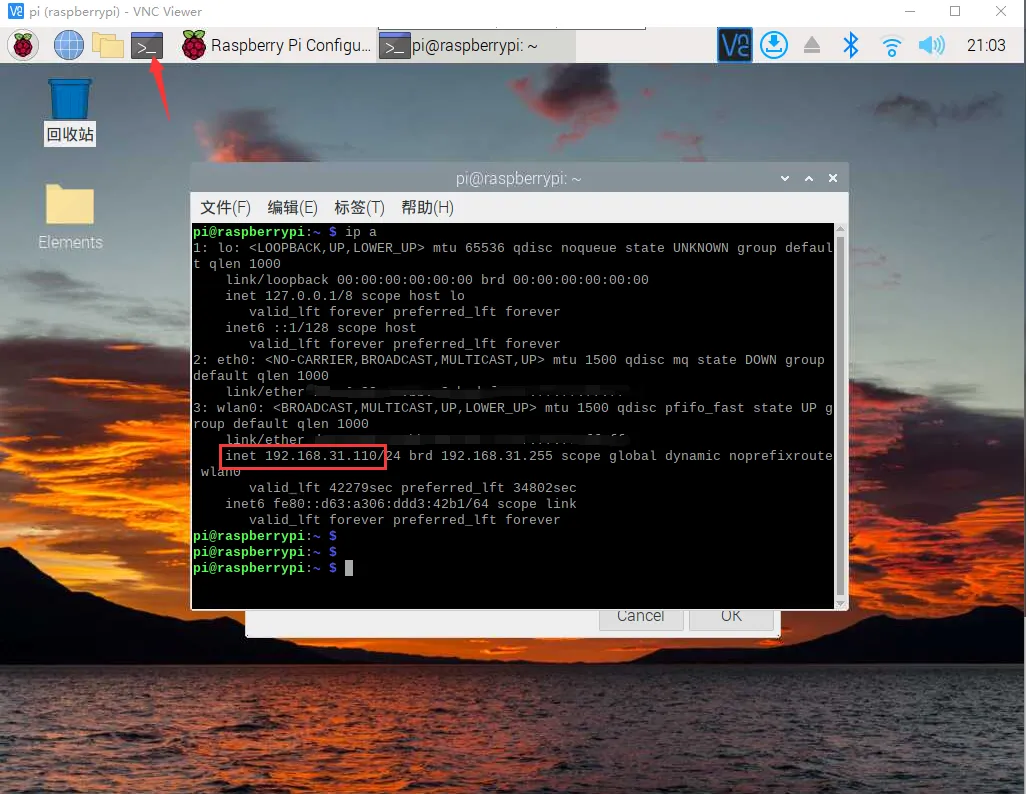 pi (raspberrypi) - VNC Viewer
Raspberry Pi Configu...
pi@raspberrypi: ~
21:03
回收站
Elements
pi@raspberrypi: ~
文件(F) 编辑(E) 标签(T) 帮助(H)
pi@raspberrypi:~ $ ip a
1: lo: <LOOPBACK,UP,LOWER_UP> mtu 65536 qdisc noqueue state UNKNOWN group defaul
t qlen 1000
link/loopback 00:00:00:00:00:00 brd 00:00:00:00:00:00
inet 127.0.0.1/8 scope host lo
valid_lft forever preferred_lft forever
inet6 ::1/128 scope host
valid_lft forever preferred_lft forever
2: eth0: <NO-CARRIER,BROADCAST,MULTICAST,UP> mtu 1500 qdisc mq state DOWN group
default qlen 1000
link/ether
3: wlan0: <BROADCAST,MULTICAST,UP,LOWER_UP> mtu 1500 qdisc pfifo_fast state UP g
roup default qlen 1000
link/ether
inet 192.168.31.110/24 brd 192.168.31.255 scope global dynamic noprefixroute
wlan0
valid_lft 42279sec preferred_lft 34802sec
inet6 fe80::d63:a306:ddd3:42b1/64 scope link
valid_lft forever preferred_lft forever
pi@raspberrypi:~ $
pi@raspberrypi:~ $
pi@raspberrypi:~ $
Cancel OK